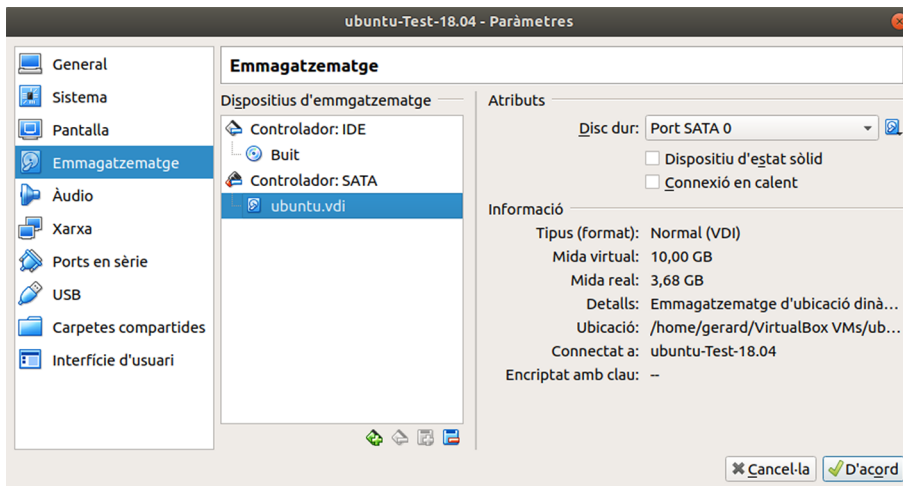 ubuntu-Test-18.04 - Paràmetres
General
Sistema
Pantalla
Emmagatzematge
Àudio
Xarxa
Ports en sèrie
USB
Carpetes compartides
Interfície d'usuari
Emmagatzematge
Dispositius d'emmgatzematge
Controlador: IDE
Buit
Controlador: SATA
ubuntu.vdi
Atributs
Disc dur: Port SATA 0
Dispositiu d'estat sòlid
Connexió en calent
Informació
Tipus (format): Normal (VDI)
Mida virtual: 10,00 GB
Mida real: 3,68 GB
Detalls: Emmagatzematge d'ubicació dinà...
Ubicació: /home/gerard/VirtualBox VMs/ub...
Connectat a: ubuntu-Test-18.04
Encriptat amb clau: --
Cancel·la
D'acord